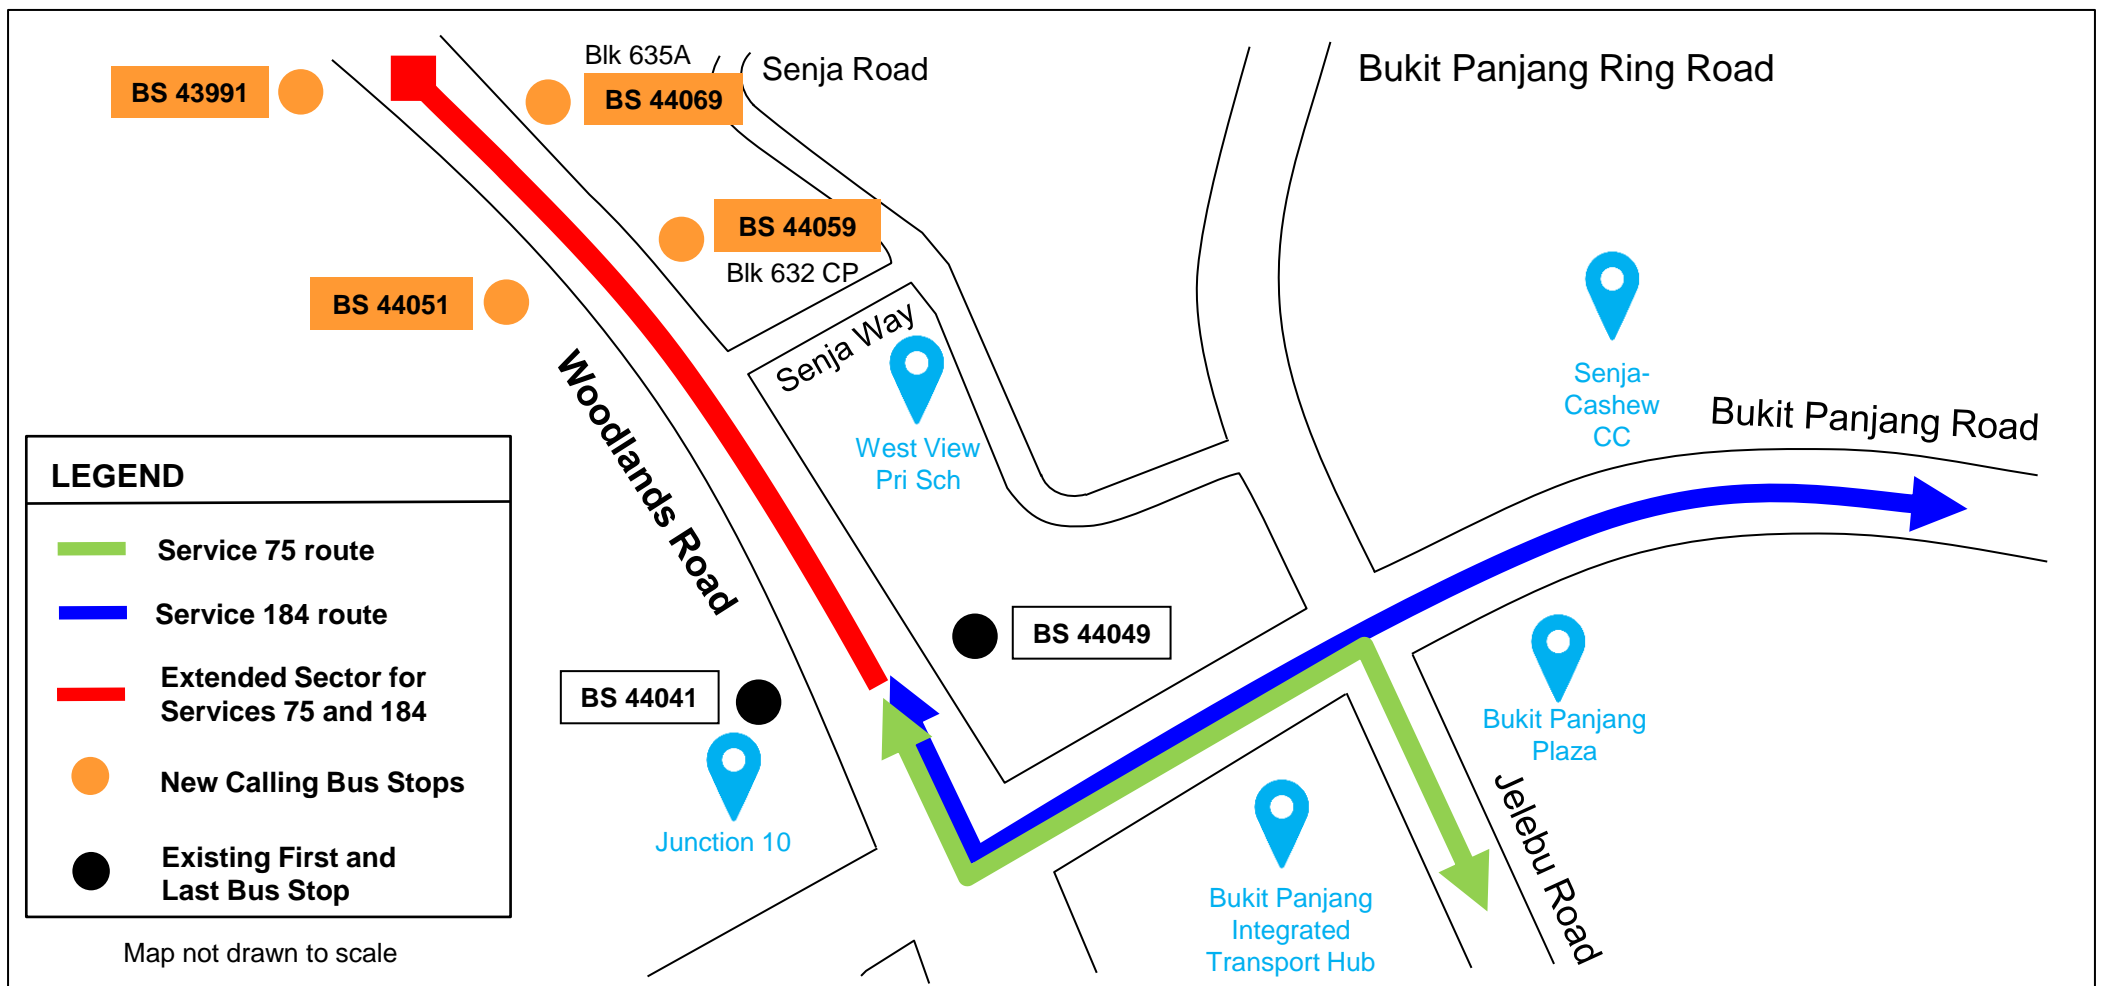 Blk 635A
Senja Road
Bukit Panjang Ring Road
BS 43991
BS 44069
BS 44059
Blk 632 CP
BS 44051
Senja Way
West View
Pri Sch
Senja-
Cashew
CC
Bukit Panjang Road
Woodlands Road
LEGEND
Service 75 route
Service 184 route
Extended Sector for
Services 75 and 184
New Calling Bus Stops
Existing First and
Last Bus Stop
Map not drawn to scale
BS 44049
BS 44041
Junction 10
Bukit Panjang
Plaza
Jelebu Road
Bukit Panjang
Integrated
Transport Hub